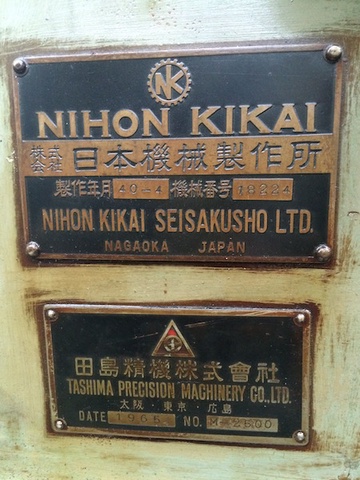 NK
NIHON KIKAI
株式会社 日本機械製作所
製作年月 40-4 機械番号 18224
NIHON KIKAI SEISAKUSHO LTD.
NAGAOKA JAPAN
田島精機株式會社
TASHIMA PRECISION MACHINERY CO., LTD.
大阪・東京・広島
DATE 1965 NO.